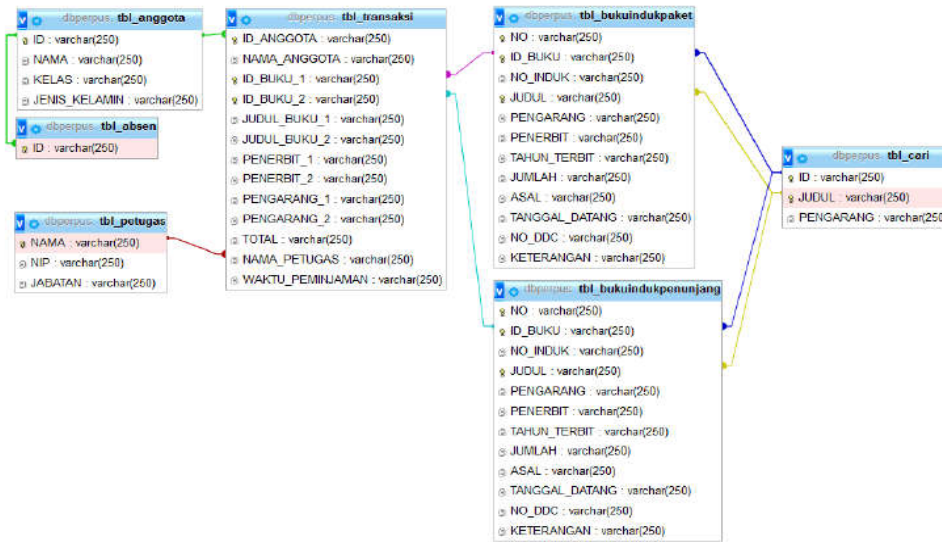 dbperpus. tbl_anggota
ID : varchar(250)
NAMA : varchar(250)
KELAS : varchar(250)
JENIS_KELAMIN : varchar(250)
dbperpus. tbl_absen
ID : varchar(250)
dbperpus. tbl_petugas
NAMA : varchar(250)
NIP : varchar(250)
JABATAN : varchar(250)
dbperpus. tbl_transaksi
ID_ANGGOTA : varchar(250)
NAMA_ANGGOTA : varchar(250)
ID_BUKU_1 : varchar(250)
ID_BUKU_2 : varchar(250)
JUDUL_BUKU_1 : varchar(250)
JUDUL_BUKU_2 : varchar(250)
PENERBIT_1 : varchar(250)
PENERBIT_2 : varchar(250)
PENGARANG_1 : varchar(250)
PENGARANG_2 : varchar(250)
TOTAL : varchar(250)
NAMA_PETUGAS : varchar(250)
WAKTU_PEMINJAMAN : varchar(250)
dbperpus. tbl_bukuindukpaket
NO : varchar(250)
ID_BUKU : varchar(250)
NO_INDUK : varchar(250)
JUDUL : varchar(250)
PENGARANG : varchar(250)
PENERBIT : varchar(250)
TAHUN_TERBIT : varchar(250)
JUMLAH : varchar(250)
ASAL : varchar(250)
TANGGAL_DATANG : varchar(250)
NO_DDC : varchar(250)
KETERANGAN : varchar(250)
dbperpus. tbl_bukuindukpenunjang
NO : varchar(250)
ID_BUKU : varchar(250)
NO_INDUK : varchar(250)
JUDUL : varchar(250)
PENGARANG : varchar(250)
PENERBIT : varchar(250)
TAHUN_TERBIT : varchar(250)
JUMLAH : varchar(250)
ASAL : varchar(250)
TANGGAL_DATANG : varchar(250)
NO_DDC : varchar(250)
KETERANGAN : varchar(250)
dbperpus. tbl_cari
ID : varchar(250)
JUDUL : varchar(250)
PENGARANG : varchar(250